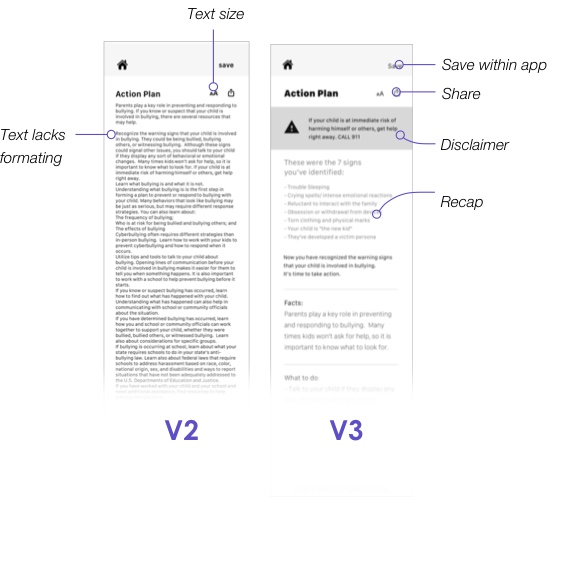 Text size
save
Action Plan
AA
Parents play a key role in preventing and responding to
bullying. If you know or suspect that your child is
involved in bullying, there are several resources that
may help.
Text lacks
formating
Recognize the warning signs that your child is involved
in bullying. They could be being bullied, bullying
others, or witnessing bullying. Although these signs
could signal other issues, you should talk to your child
if they display any sort of behavioral or emotional
changes. Many times kids won't ask for help, so it is
important to know what to look for. If your child is at
immediate risk of harming himself or others, get help
right away.
Learn what bullying is and what it is not.
Understanding what bullying is is the first step in
forming a plan to prevent or respond to bullying with
your child. Many behaviors that look like bullying may
be just as serious, but may require different response
strategies. You can also learn about:
The frequency of bullying;
Who is at risk for being bullied and bullying others; and
The effects of bullying
Cyberbullying often requires different strategies than
in-person bullying. Learn how to work with your kids to
prevent cyberbullying and how to respond when it
occurs.
Utilize tips and tools to talk to your child about
bullying. Opening lines of communication before your
child is involved in bullying makes it easier for them to
tell you when something happens. It is also important
to work with a school to help prevent bullying before it
starts.
If you know or suspect bullying has occurred, learn
how to find out what has happened with your child.
Understanding what has happened can also help in
communicating with school or community officials
about the situation.
If you have determined bullying has occurred, learn
how you and school or community officials can work
together to support your child, whether they were
bullied, bullied others, or witnessed bullying. Learn
also about considerations for specific groups.
If bullying is occurring at school, learn about what your
state requires schools to do in your state's anti-
bullying law. Learn also about federal laws that require
schools to address harassment based on race, color,
national origin, sex, and disabilities and ways to report
situations that have not been adequately addressed to
the U.S. Departments of Education and Justice.
If you have worked with your child and your school and
V2
Save
Save within app
Action Plan
AA
Share
If your child is at immediate risk of
harming himself or others, get help
right away. CALL 911
Disclaimer
These were the 7 signs
you've identified:
- Trouble Sleeping
- Crying spells/ intense emotional reactions
- Reluctant to interact with the family
- Obsession or withdrawal from
- Torn clothing and physical marks
- Your child is "the new kid"
- They've developed a victim persona
Recap
Now you have recognized the warning signs
that your child is involved in bullying.
It's time to take action.
Facts:
Parents play a key role in preventing
and responding to bullying. Many
times kids won't ask for help, so it is
important to know what to look for.
What to do
- Talk to your child if they display any
V3